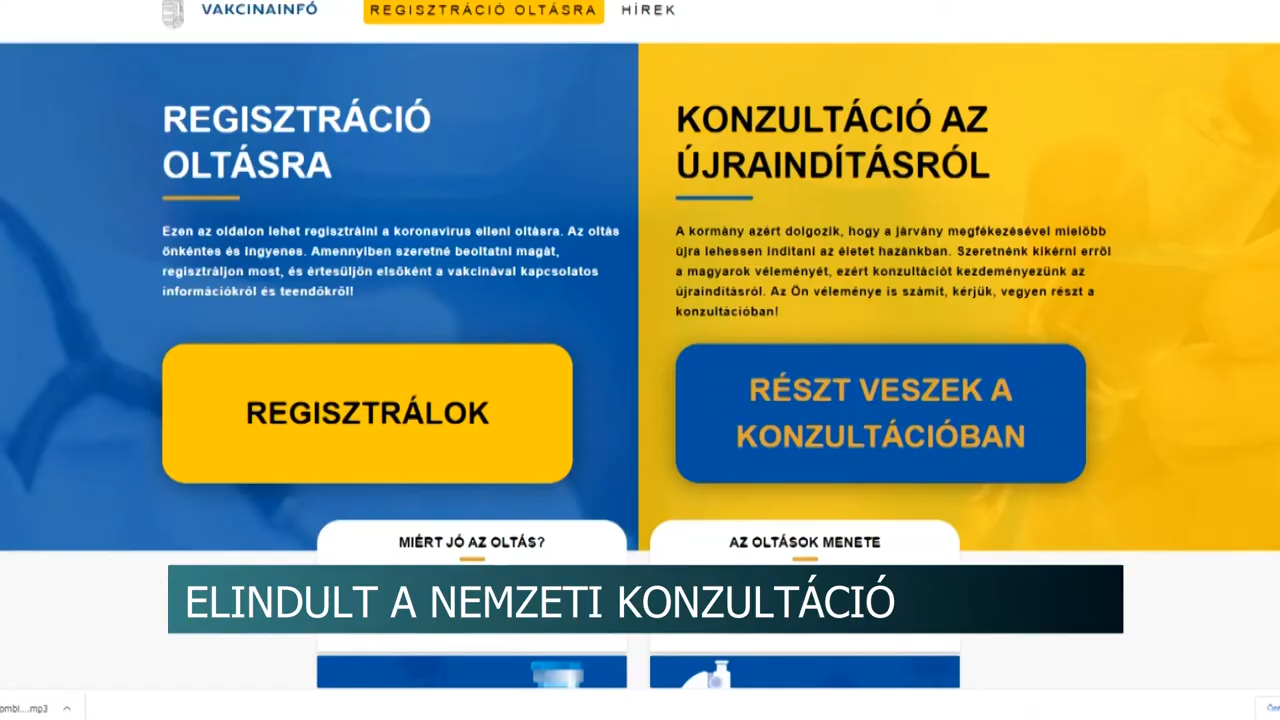 VAKCINAINFÓ
REGISZTRÁCIÓ OLTÁSRA
HÍREK
REGISZTRÁCIÓ
OLTÁSRA
Ezen az oldalon lehet regisztrálni a koronavírus elleni oltásra. Az oltás
önkéntes és ingyenes. Amennyiben szeretné beoltatni magát,
regisztráljon most, és értesüljön elsőként a vakcinával kapcsolatos
információkról és teendőkről!
REGISZTRÁLOK
KONZULTÁCIÓ AZ
ÚJRAINDÍTÁSRÓL
A kormány azért dolgozik, hogy a járvány megfékezésével mielőbb
újra lehessen indítani az életet hazánkban. Szeretnénk kikérni erről
a magyarok véleményét, ezért konzultációt kezdeményezünk az
újraindításról. Az Ön véleménye is számít, kérjük, vegyen részt a
konzultációban!
RÉSZT VESZEK A
KONZULTÁCIÓBAN
MIÉRT JÓ AZ OLTÁS?
AZ OLTÁSOK MENETE
ELINDULT A NEMZETI KONZULTÁCIÓ